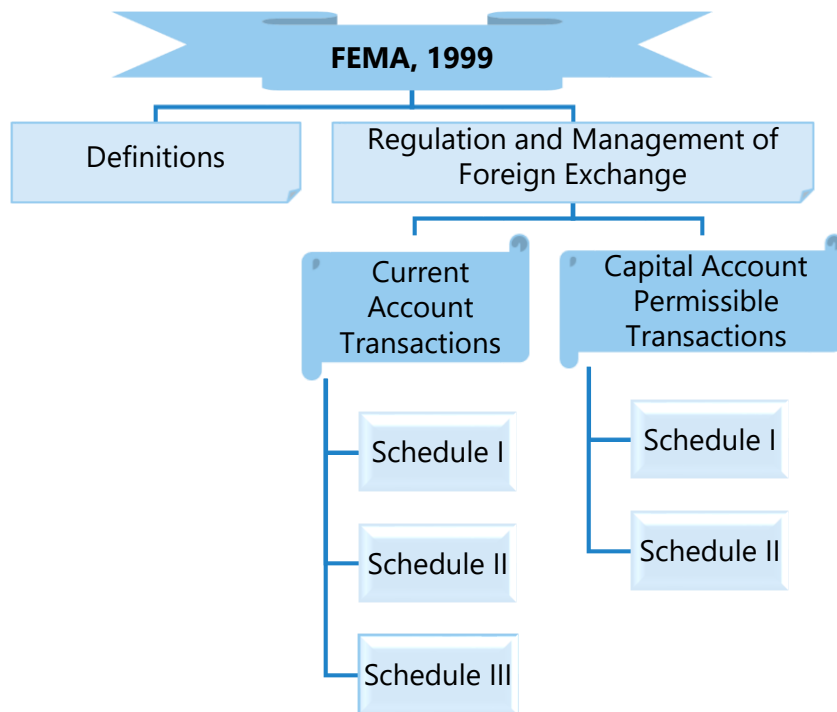 FEMA, 1999
Definitions
Regulation and Management of
Foreign Exchange
Current
Account
Transactions
Capital Account
Permissible
Transactions
Schedule I
Schedule II
Schedule III
Schedule I
Schedule II